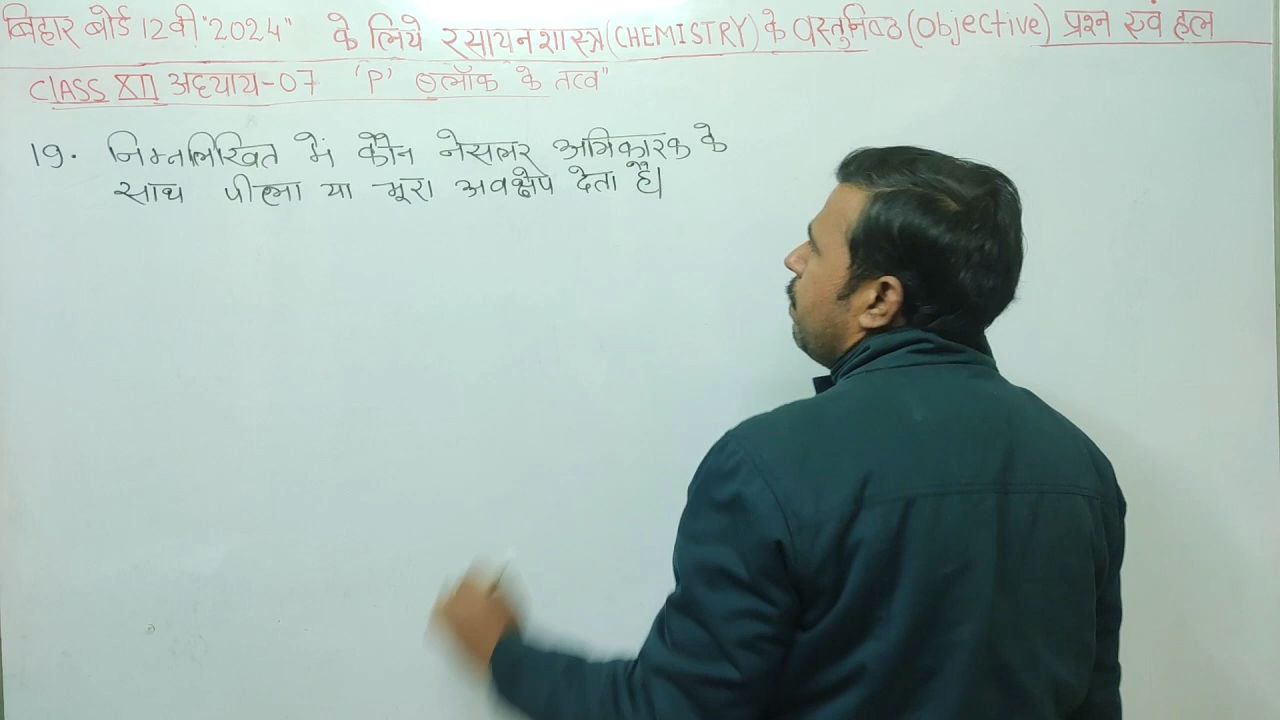 बिहार बोर्ड 12वी "2024" के लिये रसायनशास्त्र (CHEMISTRY) के वस्तुनिष्ठ (Objective) प्रश्न एवं हल
CLASS XII अध्याय-07 'P' ब्लॉक के तत्व"
19. निम्नलिखित में कौन नेसलर अभिकारक के
साथ पीला या भूरा अवक्षेप देता है।